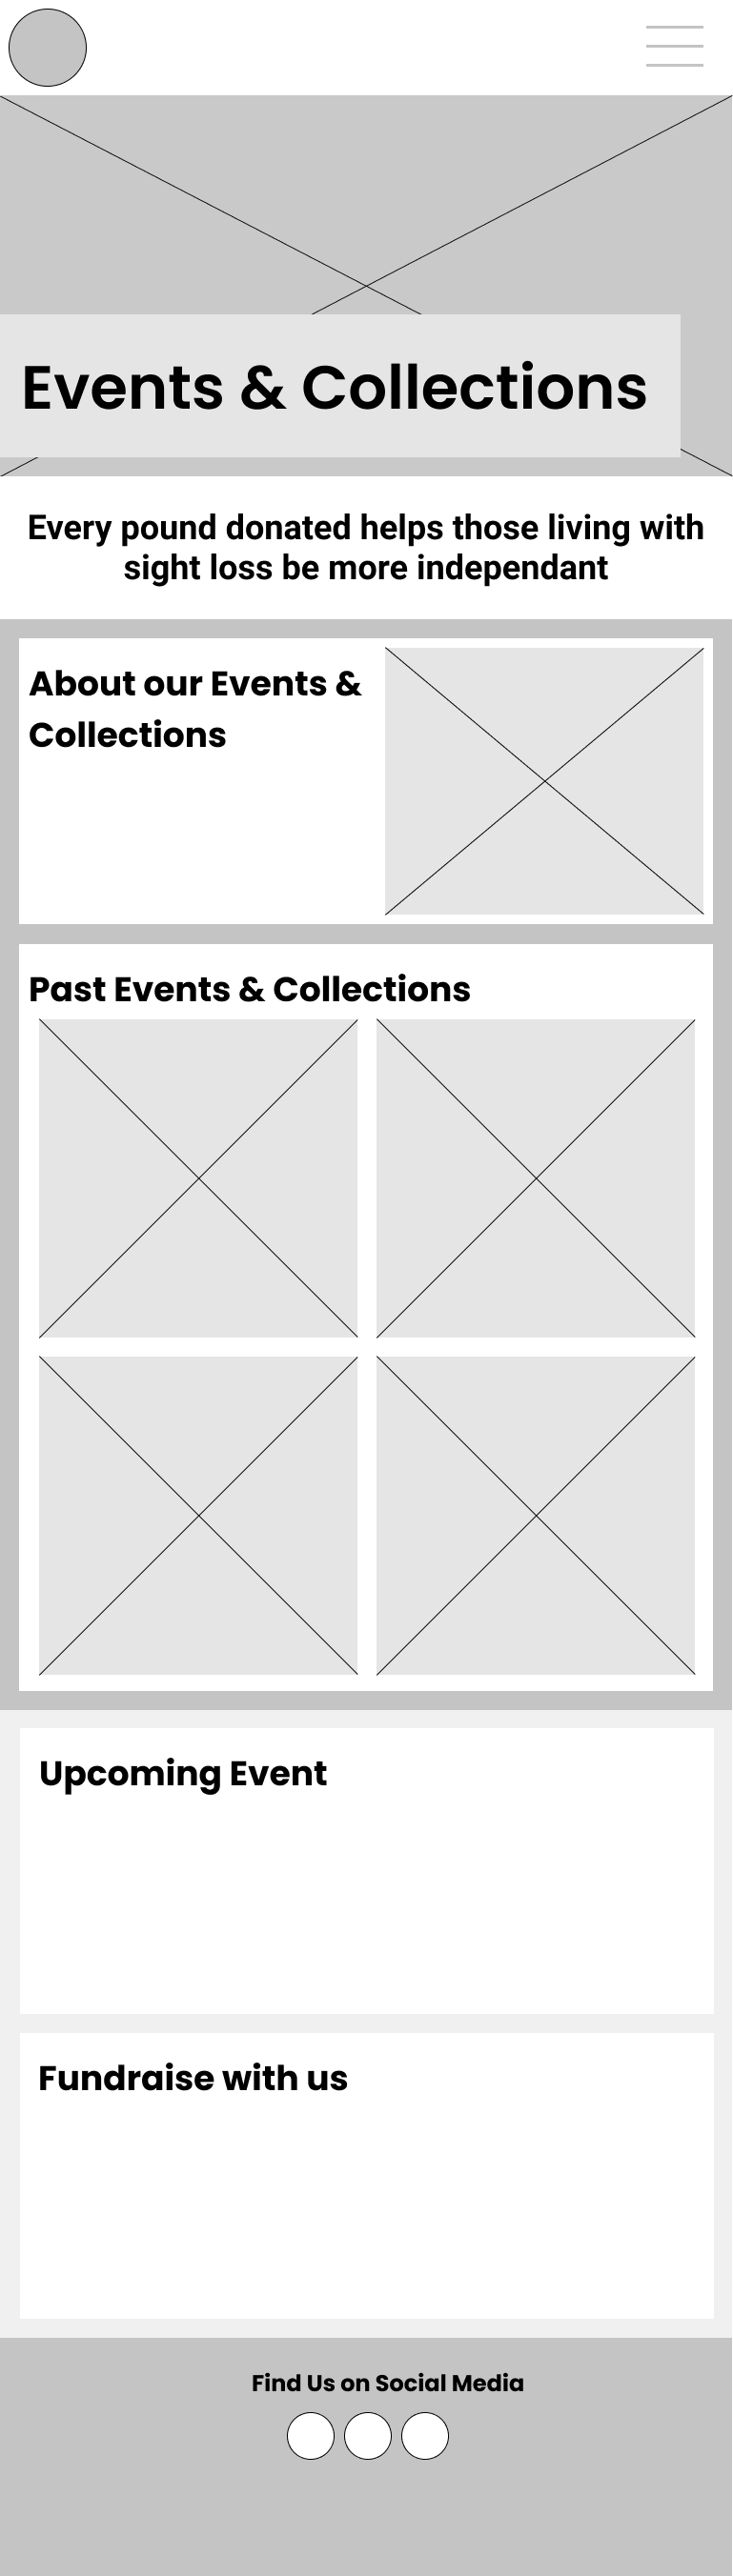 Events & Collections
Every pound donated helps those living with
sight loss be more independant
About our Events &
Collections
Past Events & Collections
Upcoming Event
Fundraise with us
Find Us on Social Media